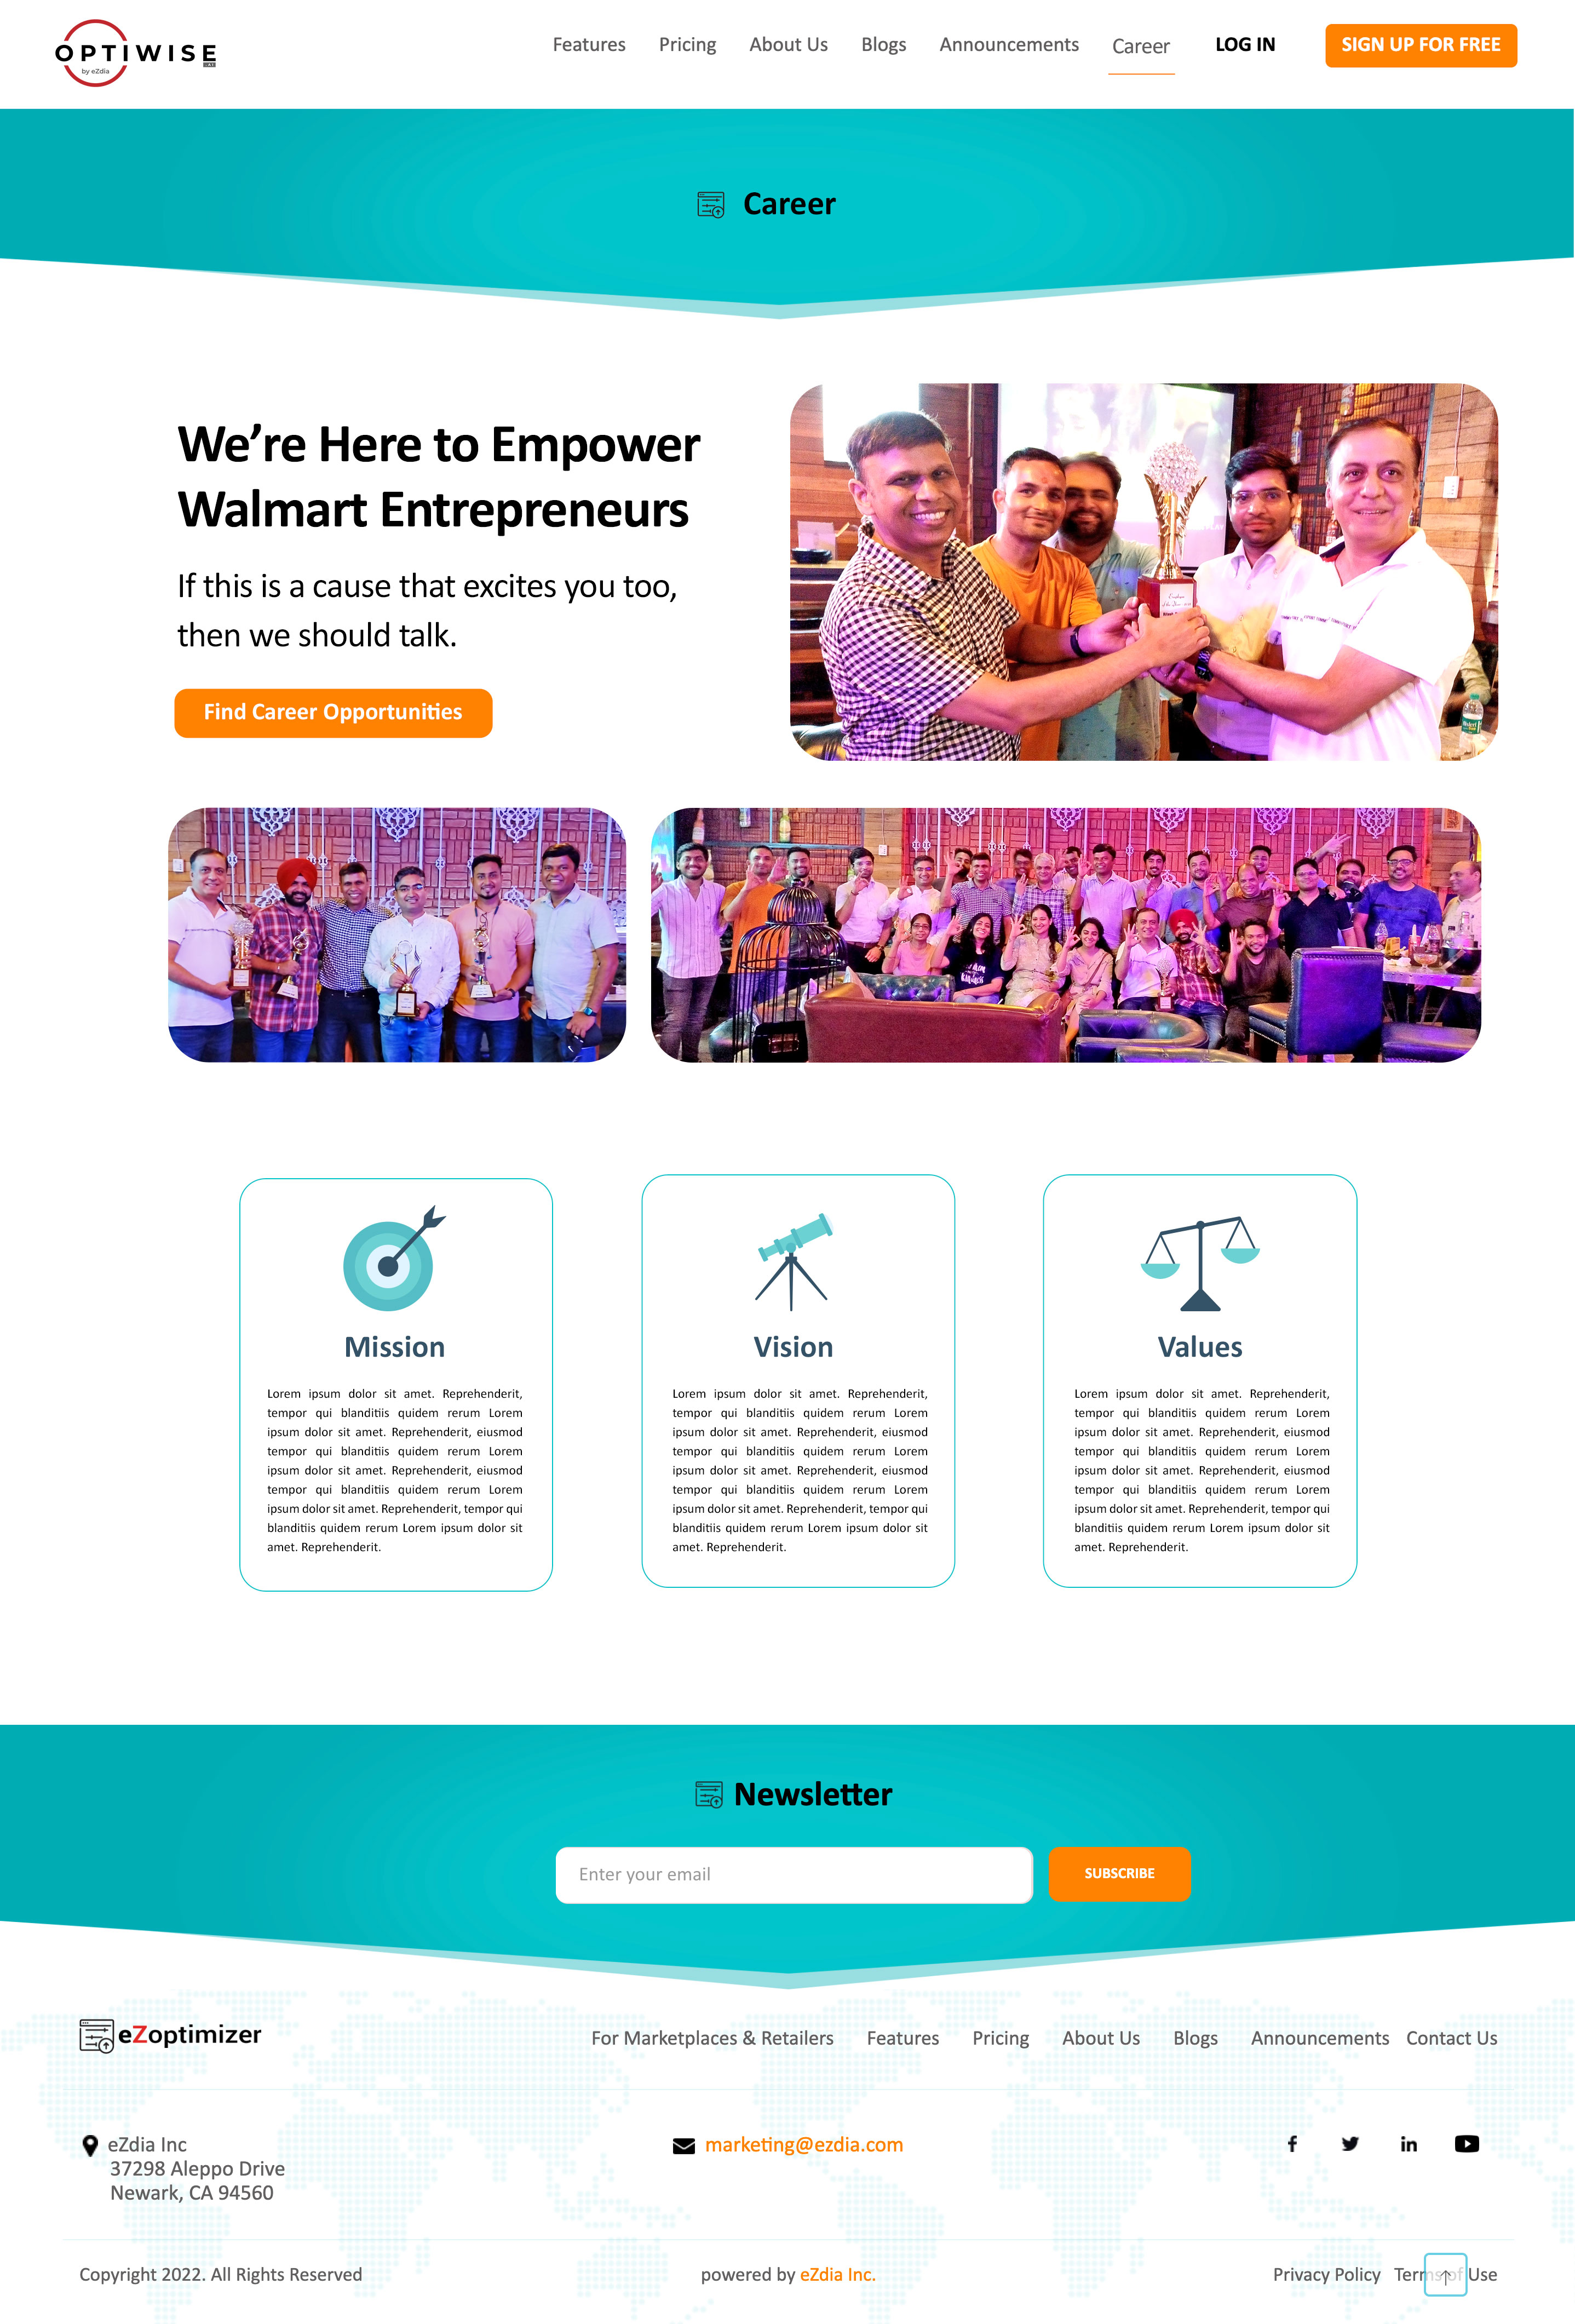 OPTIWISE
by eZdia
Features Pricing About Us Blogs Announcements Career LOG IN SIGN UP FOR FREE
Career
We’re Here to Empower
Walmart Entrepreneurs
If this is a cause that excites you too,
then we should talk.
Find Career Opportunities
Mission
Lorem ipsum dolor sit amet. Reprehenderit,
tempor qui blanditiis quidem rerum Lorem
ipsum dolor sit amet. Reprehenderit, eiusmod
tempor qui blanditiis quidem rerum Lorem
ipsum dolor sit amet. Reprehenderit, eiusmod
tempor qui blanditiis quidem rerum Lorem
ipsum dolor sit amet. Reprehenderit, tempor qui
blanditiis quidem rerum Lorem ipsum dolor sit
amet. Reprehenderit.
Vision
Lorem ipsum dolor sit amet. Reprehenderit,
tempor qui blanditiis quidem rerum Lorem
ipsum dolor sit amet. Reprehenderit, eiusmod
tempor qui blanditiis quidem rerum Lorem
ipsum dolor sit amet. Reprehenderit, eiusmod
tempor qui blanditiis quidem rerum Lorem
ipsum dolor sit amet. Reprehenderit, tempor qui
blanditiis quidem rerum Lorem ipsum dolor sit
amet. Reprehenderit.
Values
Lorem ipsum dolor sit amet. Reprehenderit,
tempor qui blanditiis quidem rerum Lorem
ipsum dolor sit amet. Reprehenderit, eiusmod
tempor qui blanditiis quidem rerum Lorem
ipsum dolor sit amet. Reprehenderit, eiusmod
tempor qui blanditiis quidem rerum Lorem
ipsum dolor sit amet. Reprehenderit, tempor qui
blanditiis quidem rerum Lorem ipsum dolor sit
amet. Reprehenderit.
Newsletter
Enter your email SUBSCRIBE
eZoptimizer
For Marketplaces & Retailers Features Pricing About Us Blogs Announcements Contact Us
eZdia Inc
37298 Aleppo Drive
Newark, CA 94560
marketing@ezdia.com
Copyright 2022. All Rights Reserved powered by eZdia Inc. Privacy Policy Terms of Use